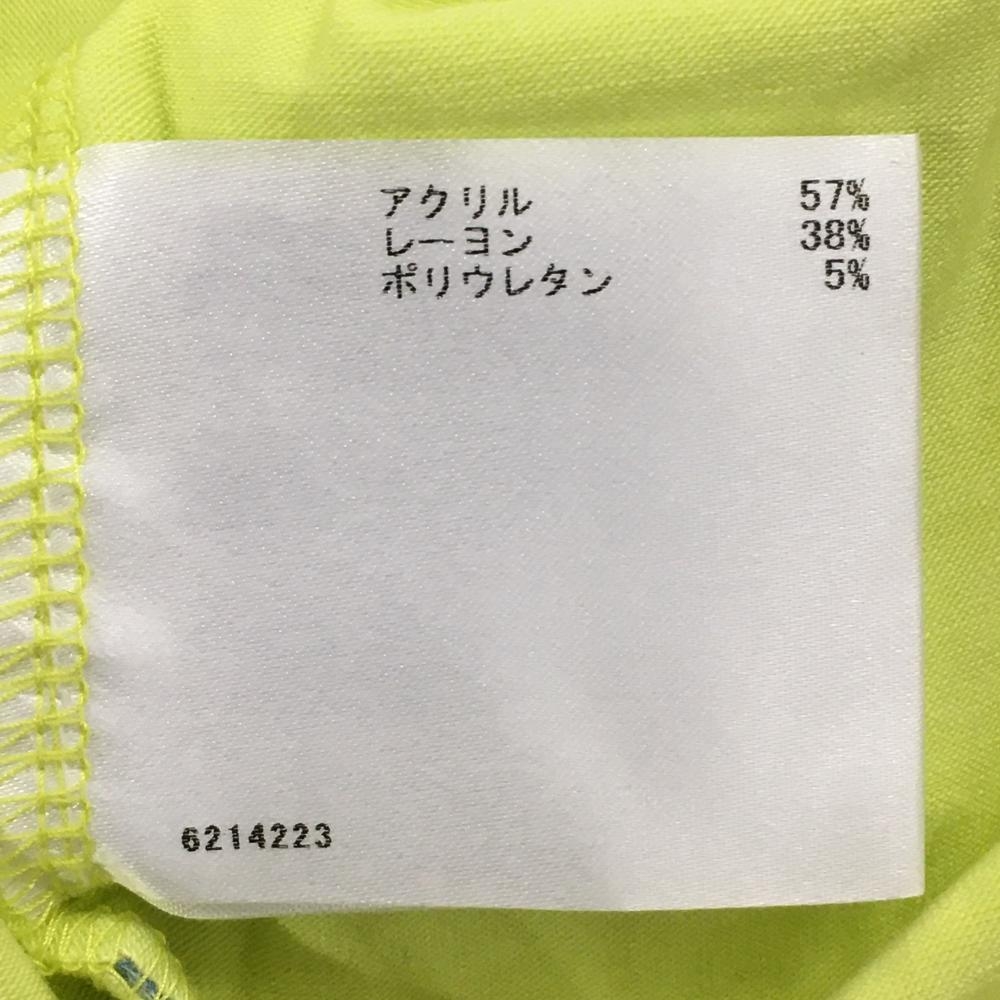 アクリル 57%
レーヨン 38%
ポリウレタン 5%
6214223